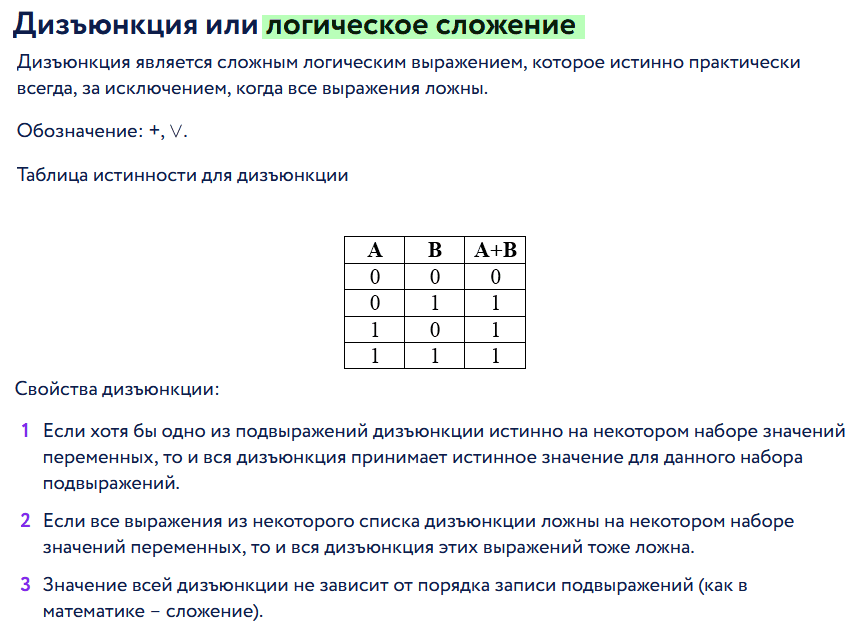 Дизъюнкция или логическое сложение
Дизъюнкция является сложным логическим выражением, которое истинно практически
всегда, за исключением, когда все выражения ложны.
Обозначение: +, ∨.
Таблица истинности для дизъюнкции
A B A+B
0 0 0
0 1 1
1 0 1
1 1 1
Свойства дизъюнкции:
1 Если хотя бы одно из подвыражений дизъюнкции истинно на некотором наборе значений
переменных, то и вся дизъюнкция принимает истинное значение для данного набора
подвыражений.
2 Если все выражения из некоторого списка дизъюнкции ложны на некотором наборе
значений переменных, то и вся дизъюнкция этих выражений тоже ложна.
3 Значение всей дизъюнкции не зависит от порядка записи подвыражений (как в
математике – сложение).